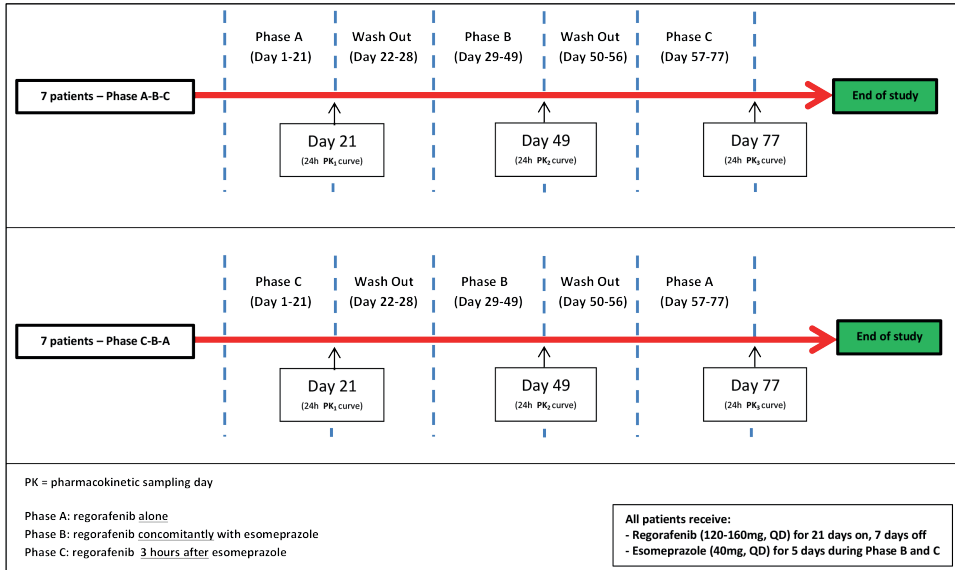 Phase A
(Day 1-21)
Wash Out
(Day 22-28)
Phase B
(Day 29-49)
Wash Out
(Day 50-56)
Phase C
(Day 57-77)
7 patients – Phase A-B-C
End of study
Day 21
(24h PK₁ curve)
Day 49
(24h PK₂ curve)
Day 77
(24h PK₃ curve)
Phase C
(Day 1-21)
Wash Out
(Day 22-28)
Phase B
(Day 29-49)
Wash Out
(Day 50-56)
Phase A
(Day 57-77)
7 patients – Phase C-B-A
End of study
Day 21
(24h PK₁ curve)
Day 49
(24h PK₂ curve)
Day 77
(24h PK₃ curve)
PK = pharmacokinetic sampling day
Phase A: regorafenib alone
Phase B: regorafenib concomitantly with esomeprazole
Phase C: regorafenib 3 hours after esomeprazole
All patients receive:
- Regorafenib (120-160mg, QD) for 21 days on, 7 days off
- Esomeprazole (40mg, QD) for 5 days during Phase B and C